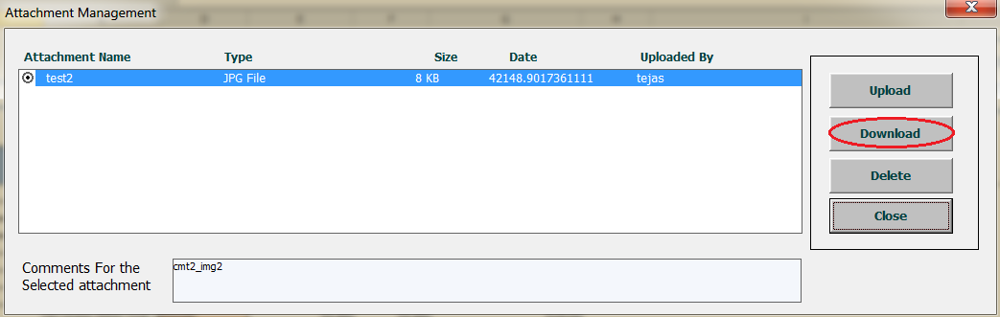 Attachment Management
X
Attachment Name Type Size Date Uploaded By
test2 JPG File 8 KB 42148.9017361111 tejas
Upload
Download
Delete
Close
Comments For the
Selected attachment
cmt2_img2